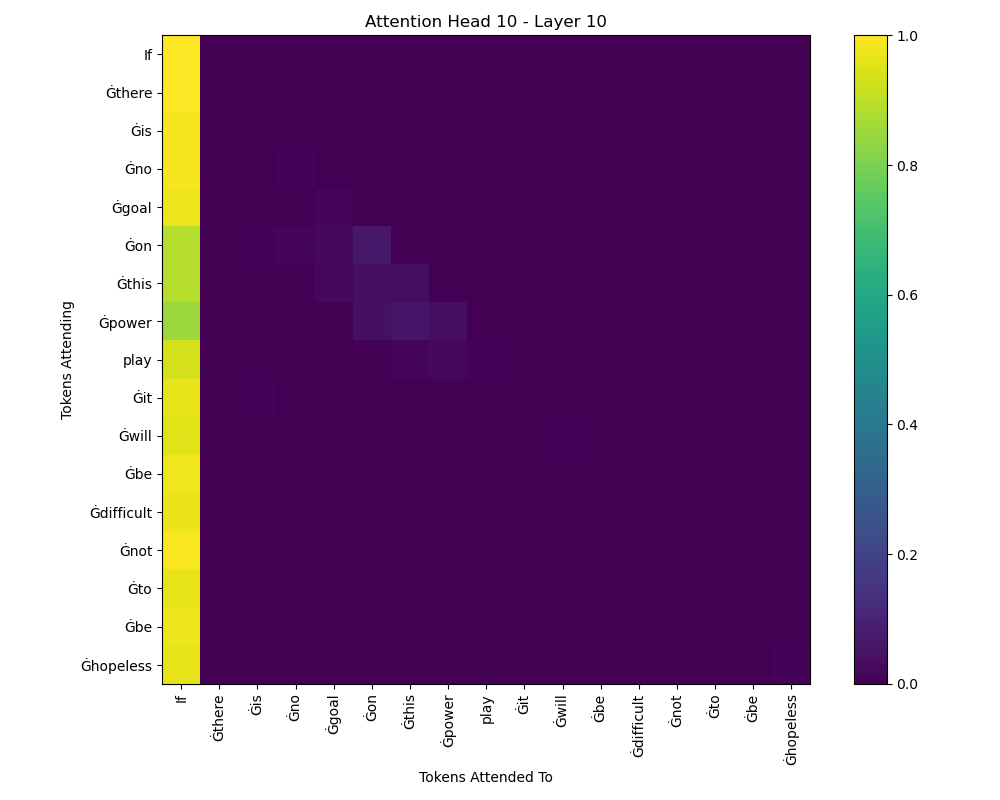 Attention Head 10 - Layer 10
If
Ġthere
Ġis
Ġno
Ġgoal
Ġon
Ġthis
Ġpower
play
Ġit
Ġwill
Ġbe
Ġdifficult
Ġnot
Ġto
Ġbe
Ġhopeless
Tokens Attending
If
Ġthere
Ġis
Ġno
Ġgoal
Ġon
Ġthis
Ġpower
play
Ġit
Ġwill
Ġbe
Ġdifficult
Ġnot
Ġto
Ġbe
Ġhopeless
Tokens Attended To
1.0
0.8
0.6
0.4
0.2
0.0